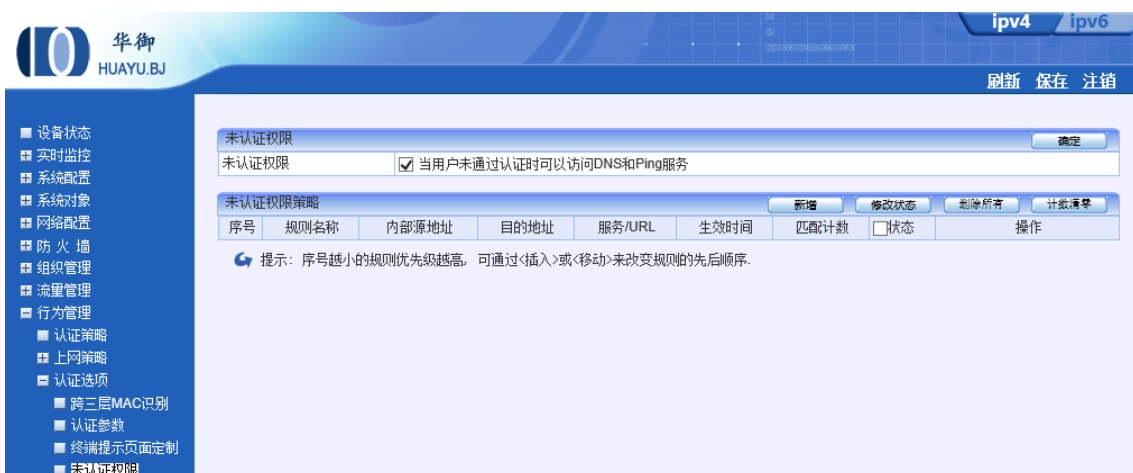 华御
HUAYU.BJ
ipv4 ipv6
刷新 保存 注销
设备状态
实时监控
系统配置
系统对象
网络配置
防 火 墙
组织管理
流量管理
行为管理
认证策略
上网策略
认证选项
跨三层MAC识别
认证参数
终端提示页面定制
未认证权限
未认证权限 确定
未认证权限 当用户未通过认证时可以访问DNS和Ping服务
未认证权限策略 新增 修改状态 删除所有 计数清零
序号 规则名称 内部源地址 目的地址 服务/URL 生效时间 匹配计数 状态 操作
提示: 序号越小的规则优先级越高, 可通过<插入>或<移动>来改变规则的先后顺序.